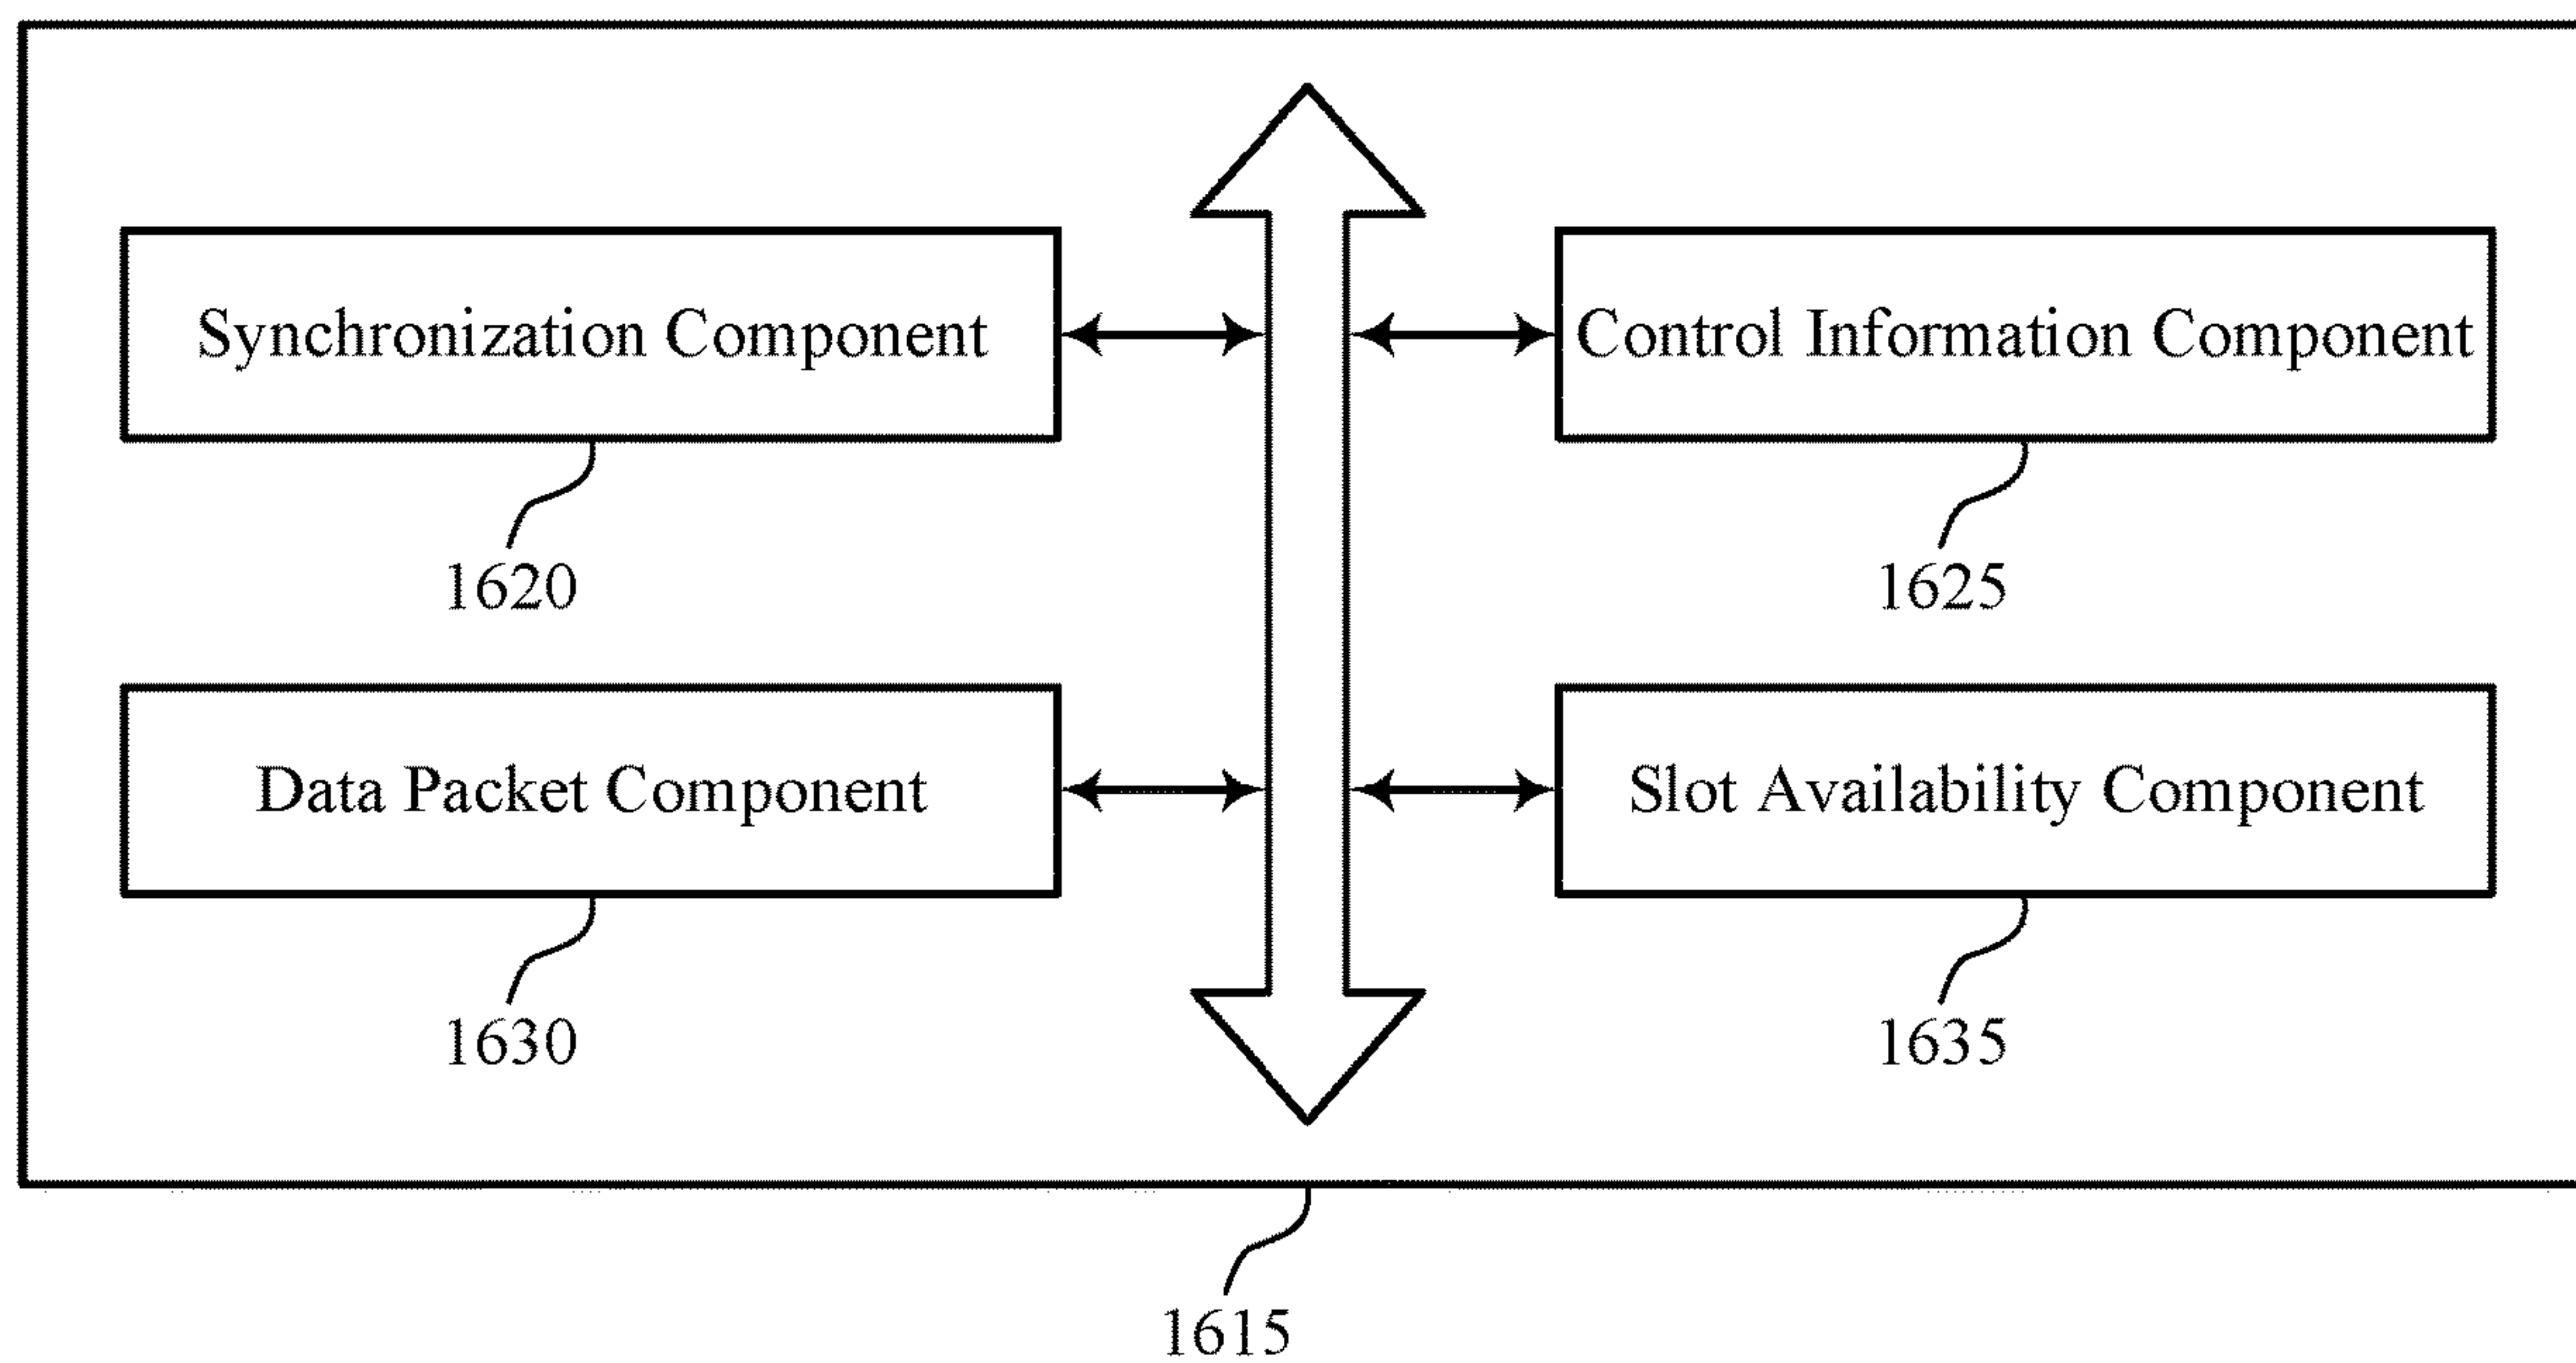 Synchronization Component
Control Information Component
1620
1625
Data Packet Component
Slot Availability Component
1630
1635
1615